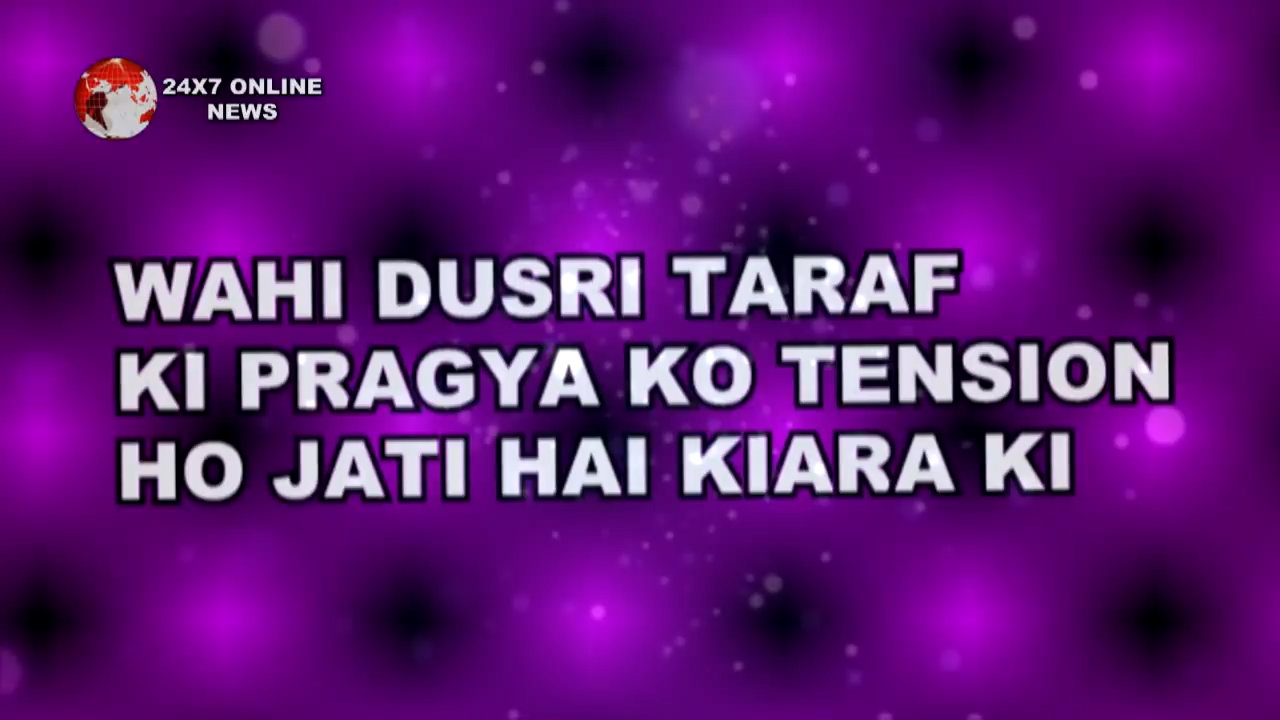 24X7 ONLINE
NEWS
WAHI DUSRI TARAF
KI PRAGYA KO TENSION
HO JATI HAI KIARA KI